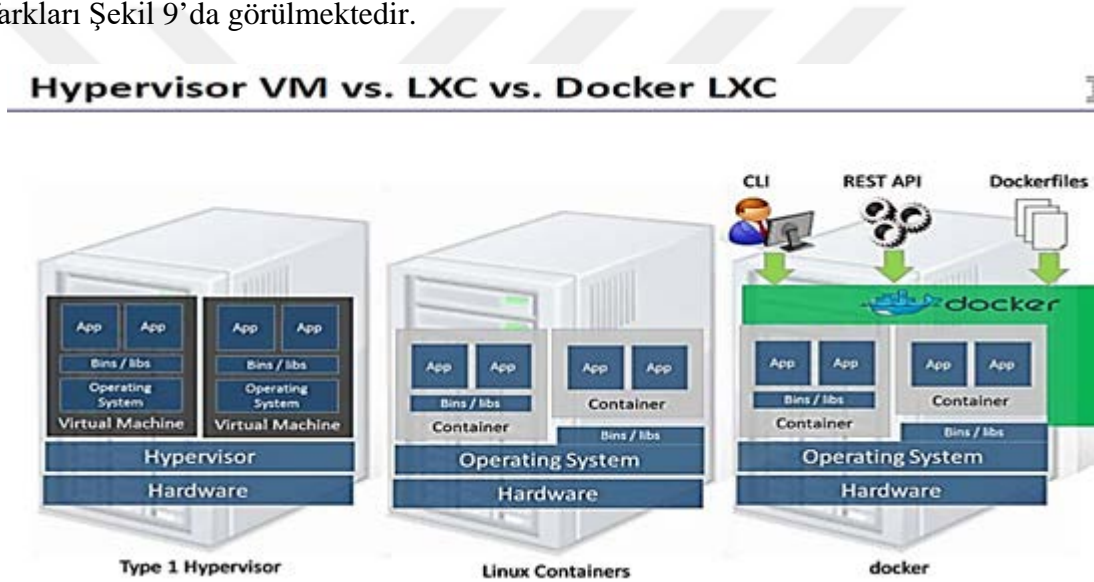 farkları Şekil 9’da görülmektedir.
Hypervisor VM vs. LXC vs. Docker LXC
CLI REST API Dockerfiles
docker
App App App App
Bins / libs Bins / libs
Operating System Operating System
Virtual Machine Virtual Machine
Hypervisor
Hardware
Type 1 Hypervisor
App App App App
Bins / libs Container
Container Bins / libs
Operating System
Hardware
Linux Containers
App App App App
Bins / libs Container
Container Bins / libs
Operating System
Hardware
docker